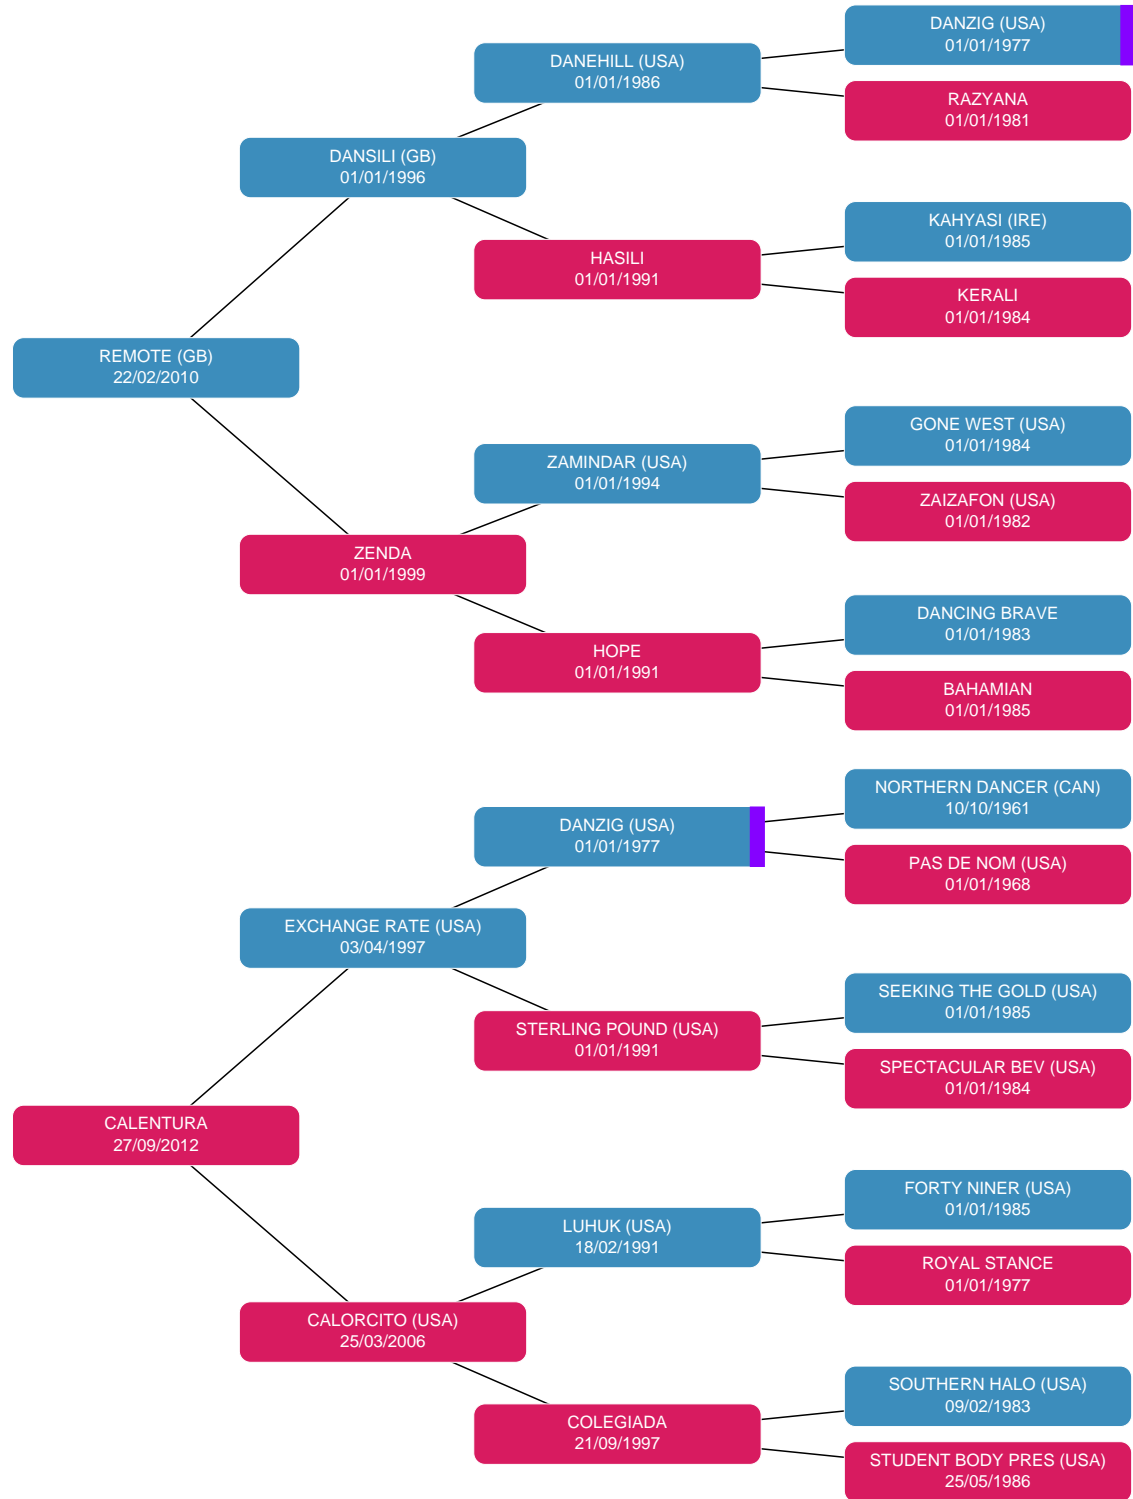 DANZIG (USA)
01/01/1977
DANEHILL (USA)
01/01/1986
RAZYANA
01/01/1981
DANSILI (GB)
01/01/1996
KAHYASI (IRE)
01/01/1985
HASILI
01/01/1991
KERALI
01/01/1984
REMOTE (GB)
22/02/2010
GONE WEST (USA)
01/01/1984
ZAMINDAR (USA)
01/01/1994
ZAIZAFON (USA)
01/01/1982
ZENDA
01/01/1999
DANCING BRAVE
01/01/1983
HOPE
01/01/1991
BAHAMIAN
01/01/1985
NORTHERN DANCER (CAN)
10/10/1961
DANZIG (USA)
01/01/1977
PAS DE NOM (USA)
01/01/1968
EXCHANGE RATE (USA)
03/04/1997
SEEKING THE GOLD (USA)
01/01/1985
STERLING POUND (USA)
01/01/1991
SPECTACULAR BEV (USA)
01/01/1984
CALENTURA
27/09/2012
FORTY NINER (USA)
01/01/1985
LUHUK (USA)
18/02/1991
ROYAL STANCE
01/01/1977
CALORCITO (USA)
25/03/2006
SOUTHERN HALO (USA)
09/02/1983
COLEGIADA
21/09/1997
STUDENT BODY PRES (USA)
25/05/1986